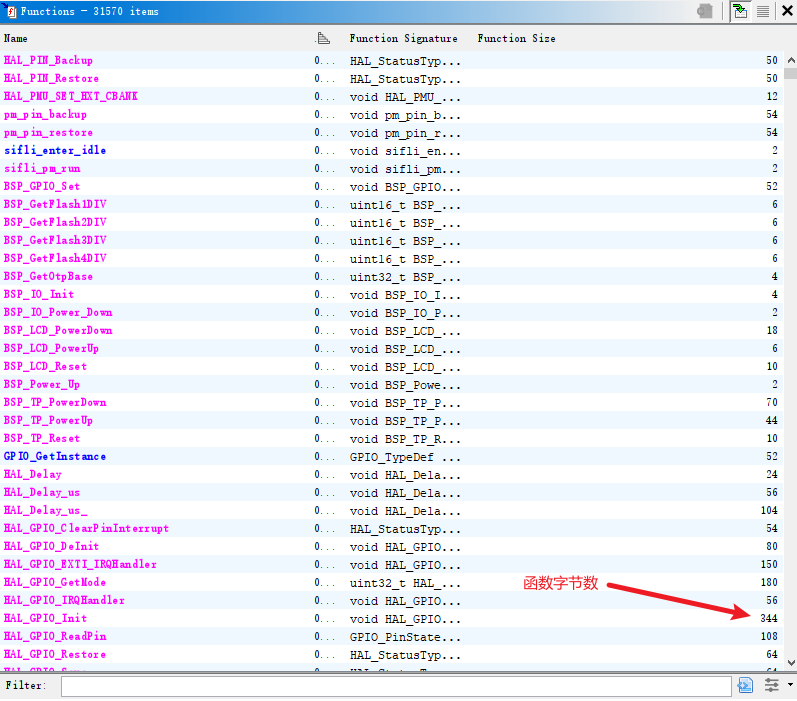 Functions - 31570 items
Name Function Signature Function Size
HAL_PIN_Backup 0... HAL_StatusTyp... 50
HAL_PIN_Restore 0... HAL_StatusTyp... 50
HAL_PMU_SET_HXT_CBANK 0... void HAL_PMU_... 12
pm_pin_backup 0... void pm_pin_b... 54
pm_pin_restore 0... void pm_pin_r... 54
sifli_enter_idle 0... void sifli_en... 2
sifli_pm_run 0... void sifli_pm... 2
BSP_GPIO_Set 0... void BSP_GPIO... 52
BSP_GetFlash1DIV 0... uint16_t BSP_... 6
BSP_GetFlash2DIV 0... uint16_t BSP_... 6
BSP_GetFlash3DIV 0... uint16_t BSP_... 6
BSP_GetFlash4DIV 0... uint16_t BSP_... 6
BSP_GetOtpBase 0... uint32_t BSP_... 4
BSP_IO_Init 0... void BSP_IO_I... 4
BSP_IO_Power_Down 0... void BSP_IO_P... 2
BSP_LCD_PowerDown 0... void BSP_LCD_... 18
BSP_LCD_PowerUp 0... void BSP_LCD_... 6
BSP_LCD_Reset 0... void BSP_LCD_... 10
BSP_Power_Up 0... void BSP_Powe... 2
BSP_TP_PowerDown 0... void BSP_TP_P... 70
BSP_TP_PowerUp 0... void BSP_TP_P... 44
BSP_TP_Reset 0... void BSP_TP_R... 10
GPIO_GetInstance 0... GPIO_TypeDef ... 52
HAL_Delay 0... void HAL_Dela... 24
HAL_Delay_us 0... void HAL_Dela... 56
HAL_Delay_us_ 0... void HAL_Dela... 104
HAL_GPIO_ClearPinInterrupt 0... HAL_StatusTyp... 54
HAL_GPIO_DeInit 0... void HAL_GPIO... 80
HAL_GPIO_EXTI_IRQHandler 0... void HAL_GPIO... 150
HAL_GPIO_GetMode 0... uint32_t HAL_... 180
函数字节数
HAL_GPIO_IRQHandler 0... void HAL_GPIO... 56
HAL_GPIO_Init 0... void HAL_GPIO... 344
HAL_GPIO_ReadPin 0... GPIO_PinState... 108
HAL_GPIO_Restore 0... HAL_StatusTyp... 64
Filter: